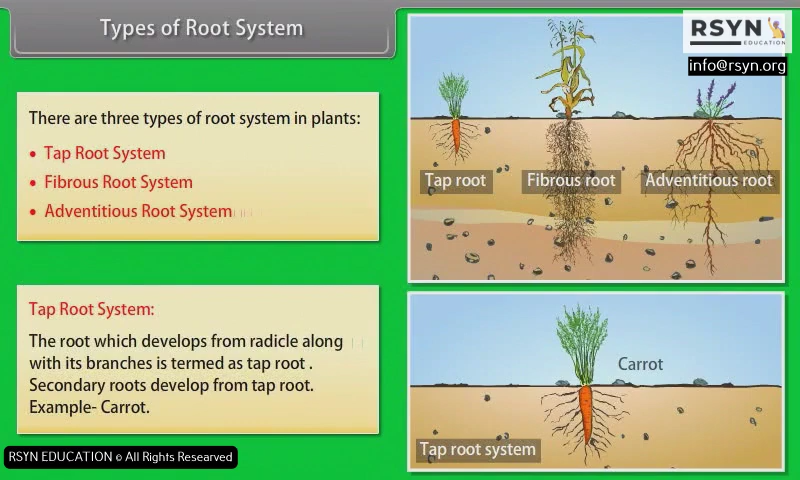 Types of Root System
RSYN
EDUCATION
info@rsyn.org
There are three types of root system in plants:
• Tap Root System
• Fibrous Root System
• Adventitious Root System
Tap root
Fibrous root
Adventitious root
Tap Root System:
The root which develops from radicle along
with its branches is termed as tap root .
Secondary roots develop from tap root.
Example- Carrot.
Carrot
Tap root system
RSYN EDUCATION © All Rights Researved